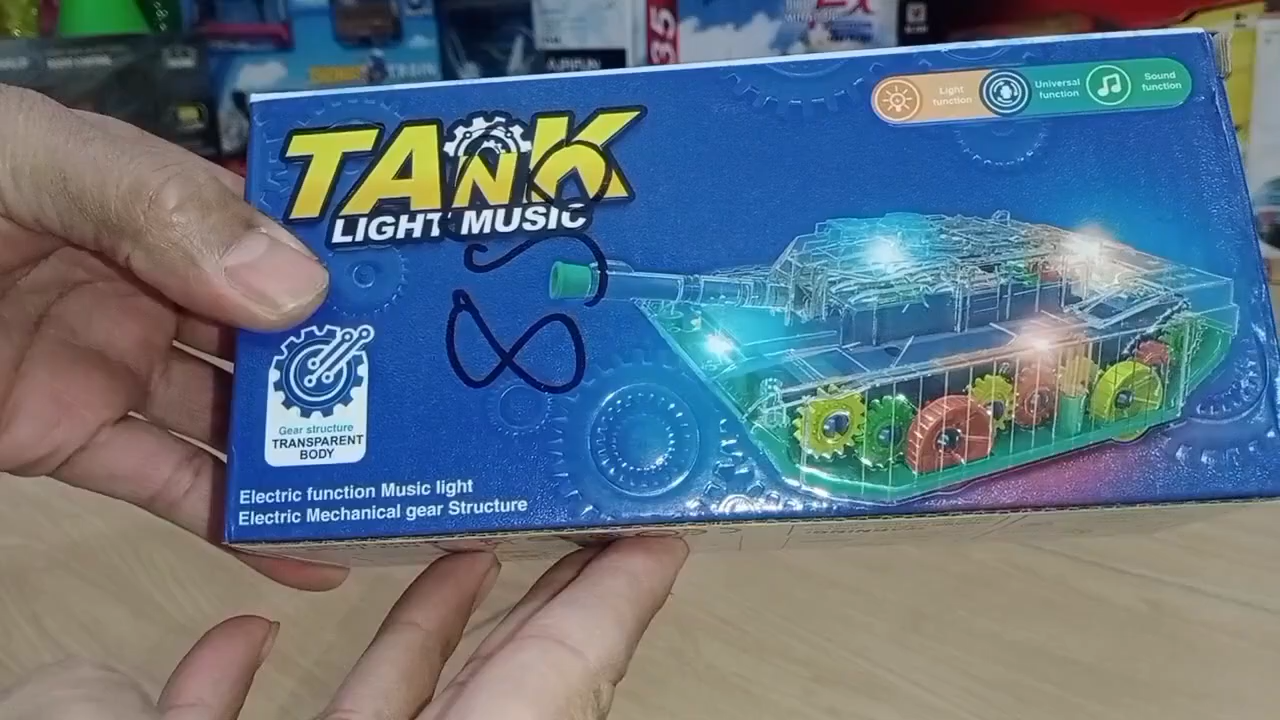 TANK
LIGHT MUSIC
Light function
Universal function
Sound function
Gear structure
TRANSPARENT
BODY
Electric function Music light
Electric Mechanical gear Structure
35